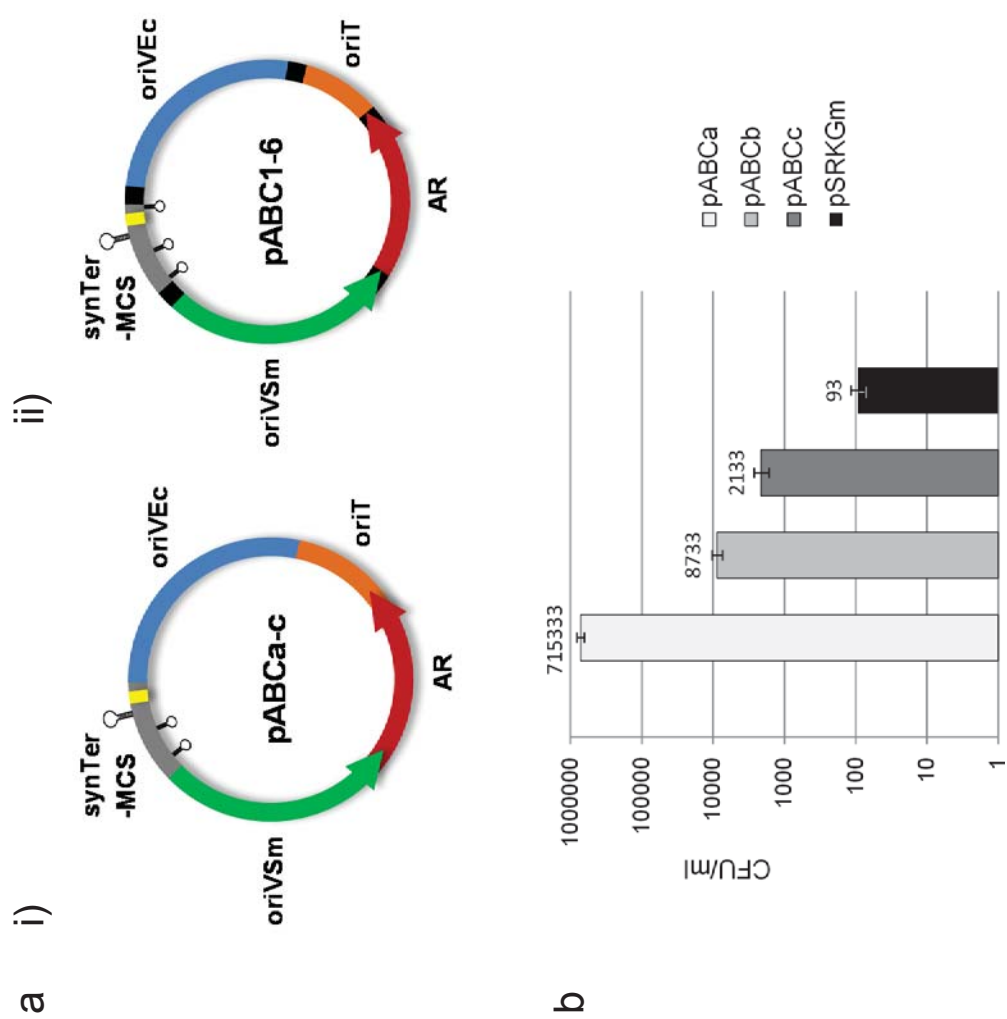 a
i)
synTer
-MCS
oriVEc
pABCa-c
oriVSm
oriT
AR
ii)
synTer
-MCS
oriVEc
pABC1-6
oriVSm
oriT
AR
b
CFU/ml
1000000
100000
10000
1000
100
10
1
715333
8733
2133
93
pABCa
pABCb
pABCc
pSRKGm